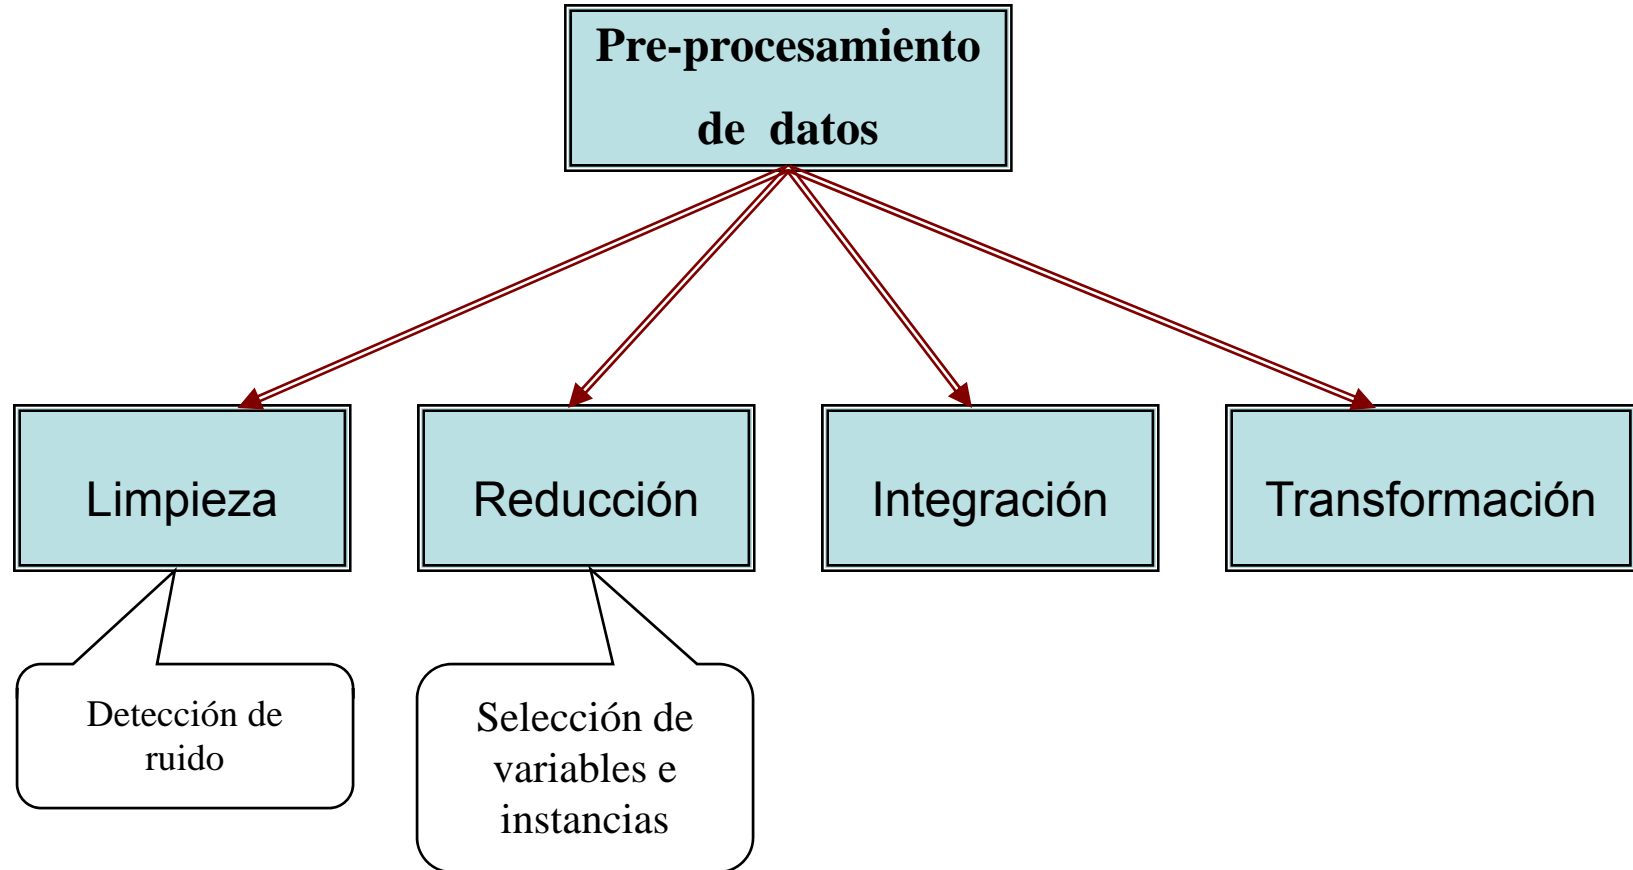 Pre-procesamiento
de datos
Limpieza
Reducción
Integración
Transformación
Detección de
ruido
Selección de
variables e
instancias